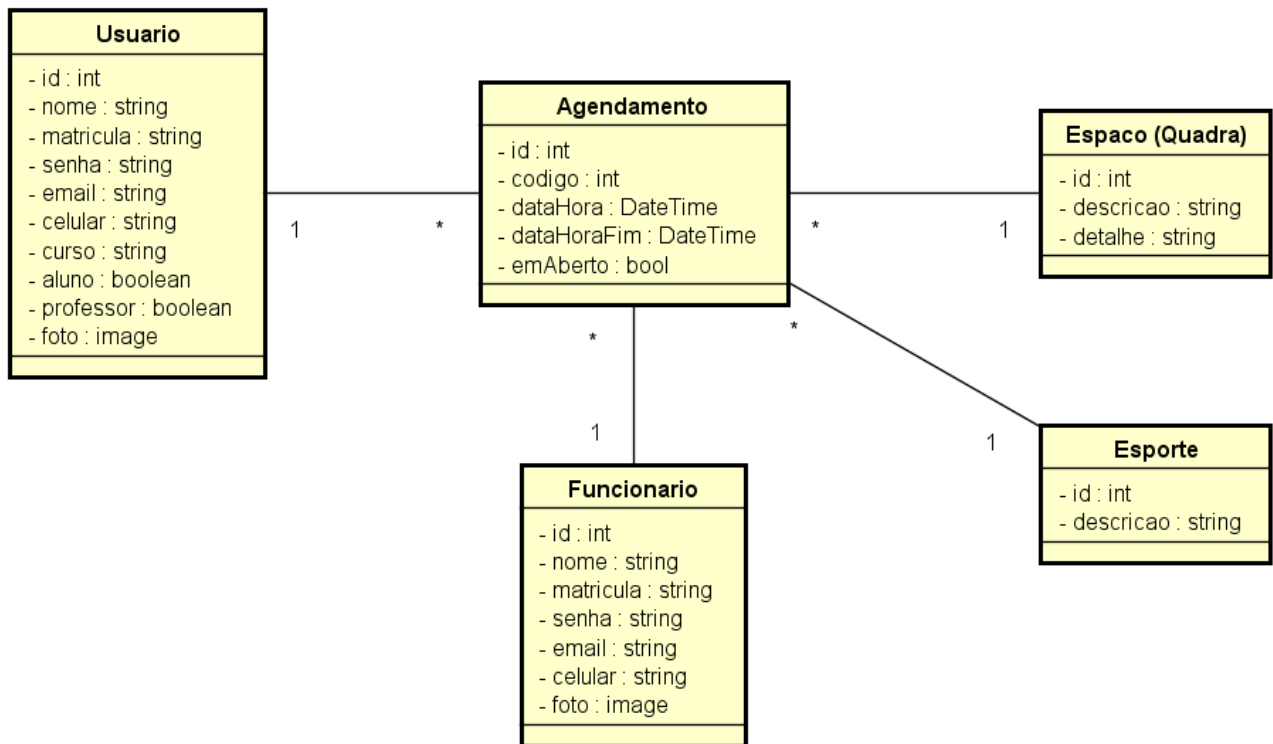 Usuario
- id : int
- nome : string
- matricula : string
- senha : string
- email : string
- celular : string
- curso : string
- aluno : boolean
- professor : boolean
- foto : image
1
*
Agendamento
- id : int
- codigo : int
- dataHora : DateTime
- dataHoraFim : DateTime
- emAberto : bool
*
1
Espaco (Quadra)
- id : int
- descricao : string
- detalhe : string
*
1
Esporte
- id : int
- descricao : string
*
1
Funcionario
- id : int
- nome : string
- matricula : string
- senha : string
- email : string
- celular : string
- foto : image